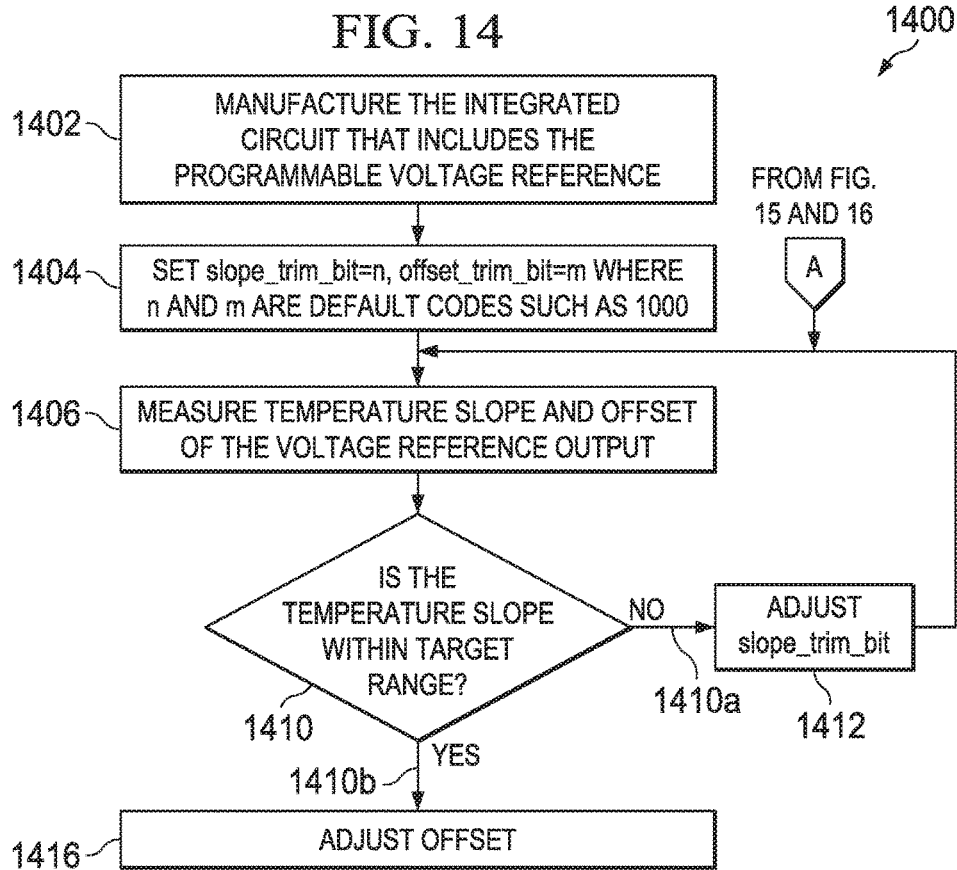 FIG. 14
1400
1402
MANUFACTURE THE INTEGRATED
CIRCUIT THAT INCLUDES THE
PROGRAMMABLE VOLTAGE REFERENCE
FROM FIG.
15 AND 16
A
1404
SET slope_trim_bit=n, offset_trim_bit=m WHERE
n AND m ARE DEFAULT CODES SUCH AS 1000
1406
MEASURE TEMPERATURE SLOPE AND OFFSET
OF THE VOLTAGE REFERENCE OUTPUT
IS THE
TEMPERATURE SLOPE
WITHIN TARGET
RANGE?
1410
NO
1410a
ADJUST
slope_trim_bit
1412
YES
1410b
ADJUST OFFSET
1416